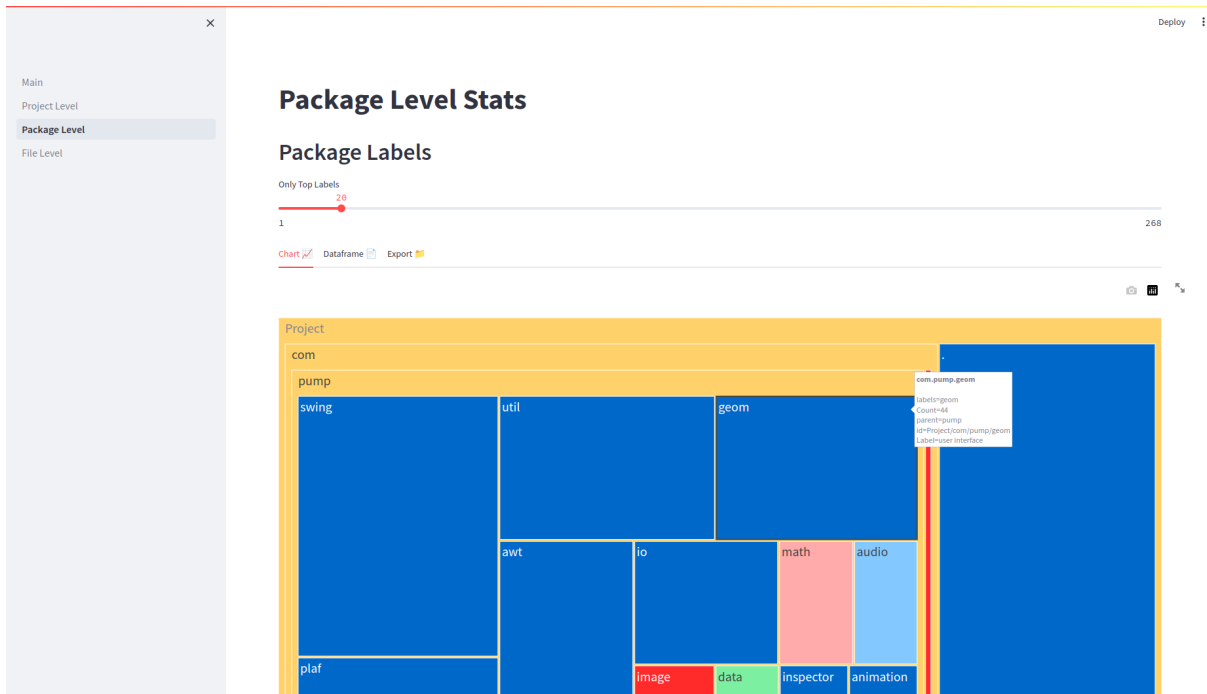 Deploy
Main
Project Level
Package Level
File Level
Package Level Stats
Package Labels
Only Top Labels
20
1
268
Chart 📈
Dataframe 📄
Export 📁
Project
com
.
pump
swing
util
geom
com.pump.geom
labels=geom
Count=44
parent=pump
id=Project/com/pump/geom
Label=user interface
awt
io
math
audio
plaf
image
data
inspector
animation